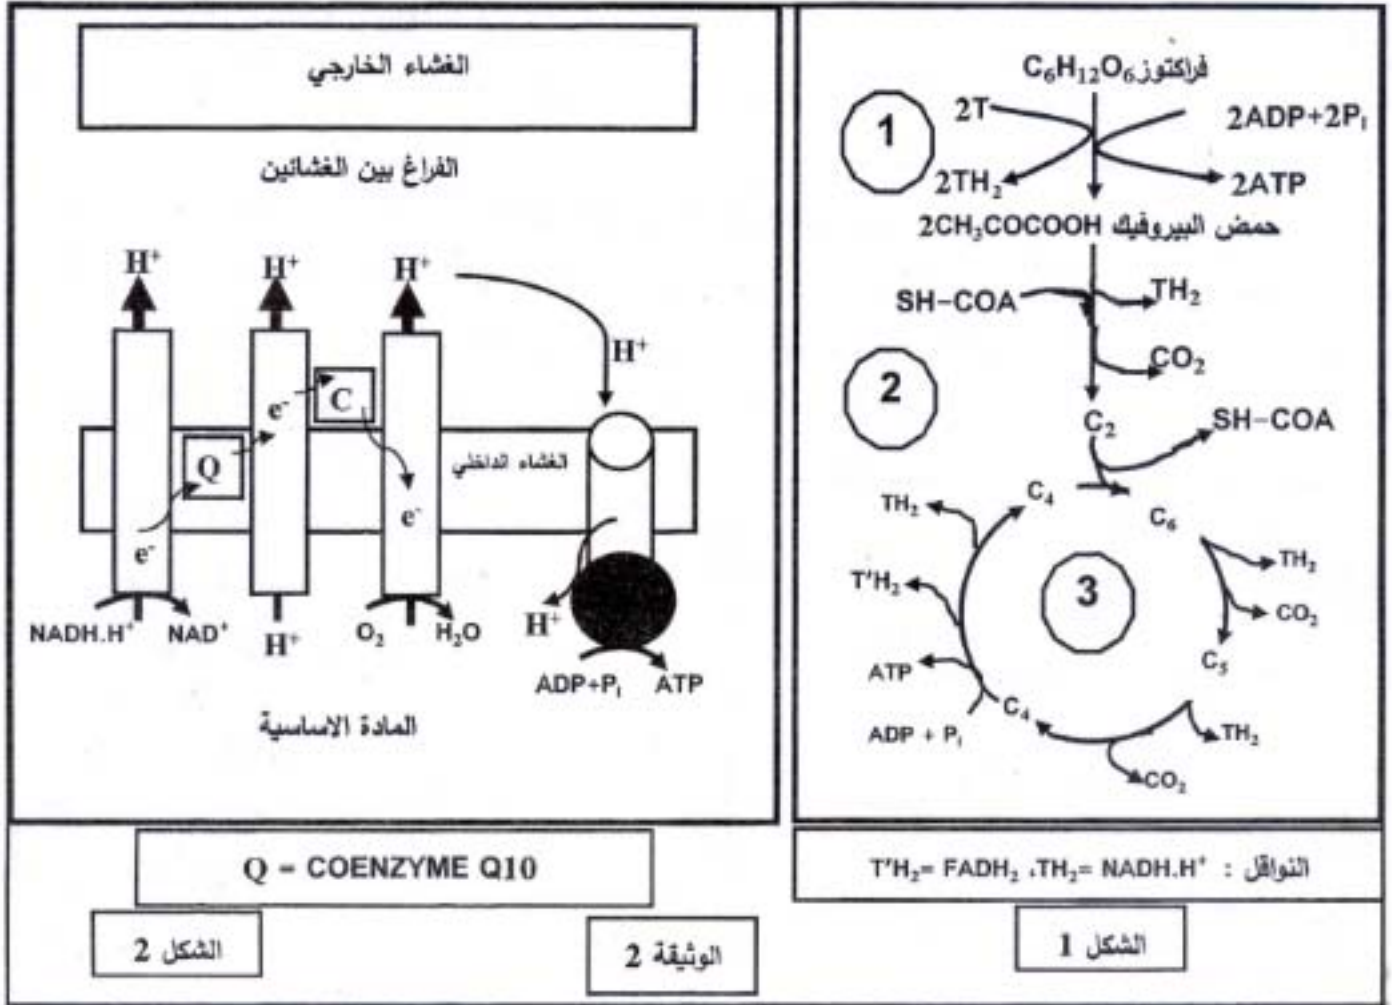 الغشاء الخارجي
الفراغ بين الغشائين
H⁺
H⁺
H⁺
H⁺
C
e⁻
Q
الغشاء الداخلي
e⁻
e⁻
NADH.H⁺
NAD⁺
H⁺
O₂
H₂O
H⁺
ADP+Pᵢ
ATP
المادة الاساسية
Q = COENZYME Q10
الشكل 2
الوثيقة 2
فراكتوز C₆H₁₂O₆
1
2T
2ADP+2Pᵢ
2TH₂
2ATP
2CH₃COCOOH حمض البيروفيك
SH-COA
TH₂
CO₂
2
C₂
SH-COA
C₄
C₆
TH₂
T'H₂
3
TH₂
CO₂
C₅
ATP
C₄
ADP + Pᵢ
TH₂
CO₂
النواقل : T'H₂= FADH₂ ،TH₂= NADH.H⁺
الشكل 1